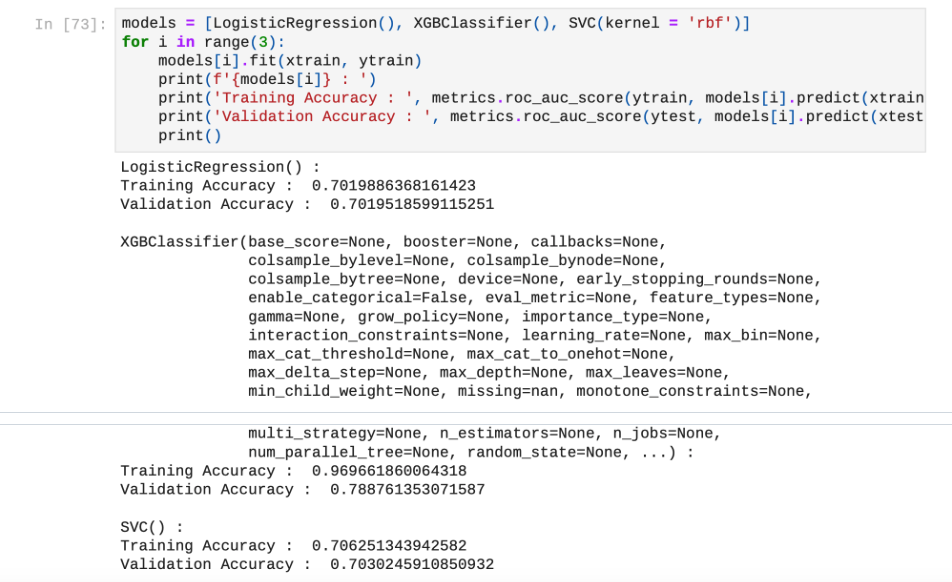 In [73]: models = [LogisticRegression(), XGBClassifier(), SVC(kernel = 'rbf')]
for i in range(3):
    models[i].fit(xtrain, ytrain)
    print(f'{models[i]} : ')
    print('Training Accuracy : ', metrics.roc_auc_score(ytrain, models[i].predict(xtrain
    print('Validation Accuracy : ', metrics.roc_auc_score(ytest, models[i].predict(xtest
    print()
LogisticRegression() :
Training Accuracy :  0.7019886368161423
Validation Accuracy :  0.7019518599115251
XGBClassifier(base_score=None, booster=None, callbacks=None,
              colsample_bylevel=None, colsample_bynode=None,
              colsample_bytree=None, device=None, early_stopping_rounds=None,
              enable_categorical=False, eval_metric=None, feature_types=None,
              gamma=None, grow_policy=None, importance_type=None,
              interaction_constraints=None, learning_rate=None, max_bin=None,
              max_cat_threshold=None, max_cat_to_onehot=None,
              max_delta_step=None, max_depth=None, max_leaves=None,
              min_child_weight=None, missing=nan, monotone_constraints=None,
              multi_strategy=None, n_estimators=None, n_jobs=None,
              num_parallel_tree=None, random_state=None, ...) :
Training Accuracy :  0.969661860064318
Validation Accuracy :  0.788761353071587
SVC() :
Training Accuracy :  0.706251343942582
Validation Accuracy :  0.7030245910850932